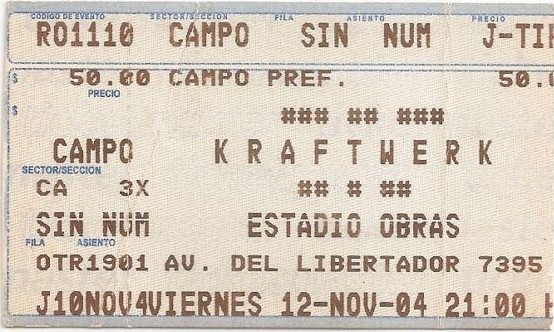 CODIGO DE EVENTO SECTOR/SECCION FILA ASIENTO PRECIO
RO1110 CAMPO SIN NUM J-TIE
$ 50.00 CAMPO PREF. 50.
PRECIO
$ ### ## ###
CAMPO KRAFTWERK
SECTOR/SECCION
CA 3X ## # ##
SIN NUM ESTADIO OBRAS
FILA ASIENTO
OTR1901 AV. DEL LIBERTADOR 7395
J10NOV4VIERNES 12-NOV-04 21:00